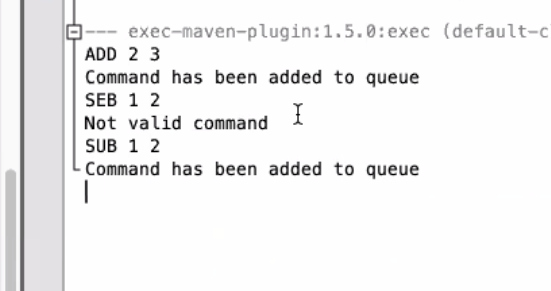 --- exec-maven-plugin:1.5.0:exec (default-c
ADD 2 3
Command has been added to queue
SEB 1 2
Not valid command
SUB 1 2
Command has been added to queue